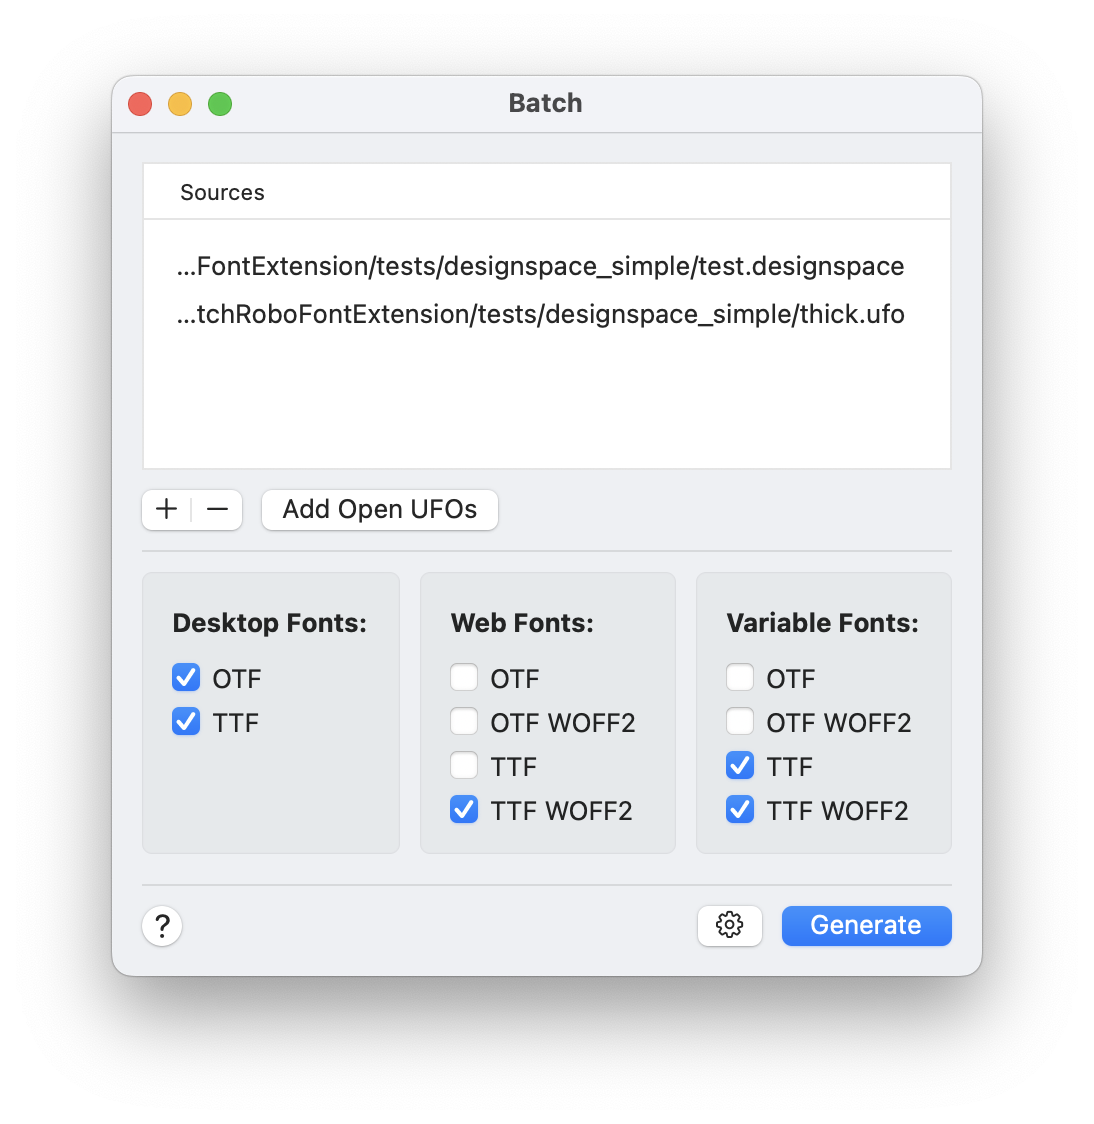 Batch
Sources
...FontExtension/tests/designspace_simple/test.designspace
...tchRoboFontExtension/tests/designspace_simple/thick.ufo
+ −
Add Open UFOs
Desktop Fonts:
OTF
TTF
Web Fonts:
OTF
OTF WOFF2
TTF
TTF WOFF2
Variable Fonts:
OTF
OTF WOFF2
TTF
TTF WOFF2
?
Generate